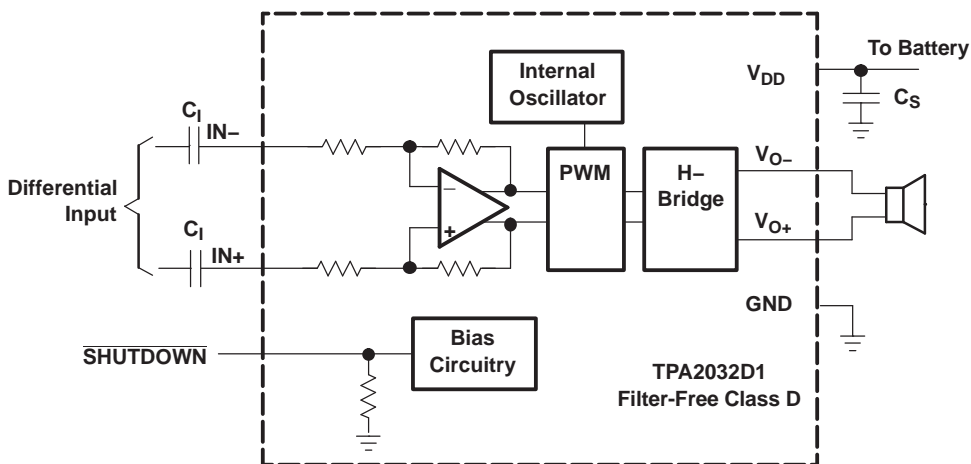 To Battery
Internal
Oscillator
VDD
CS
CI
IN−
Differential
Input
PWM
H−
Bridge
VO−
VO+
−
+
CI
IN+
GND
SHUTDOWN
Bias
Circuitry
TPA2032D1
Filter-Free Class D